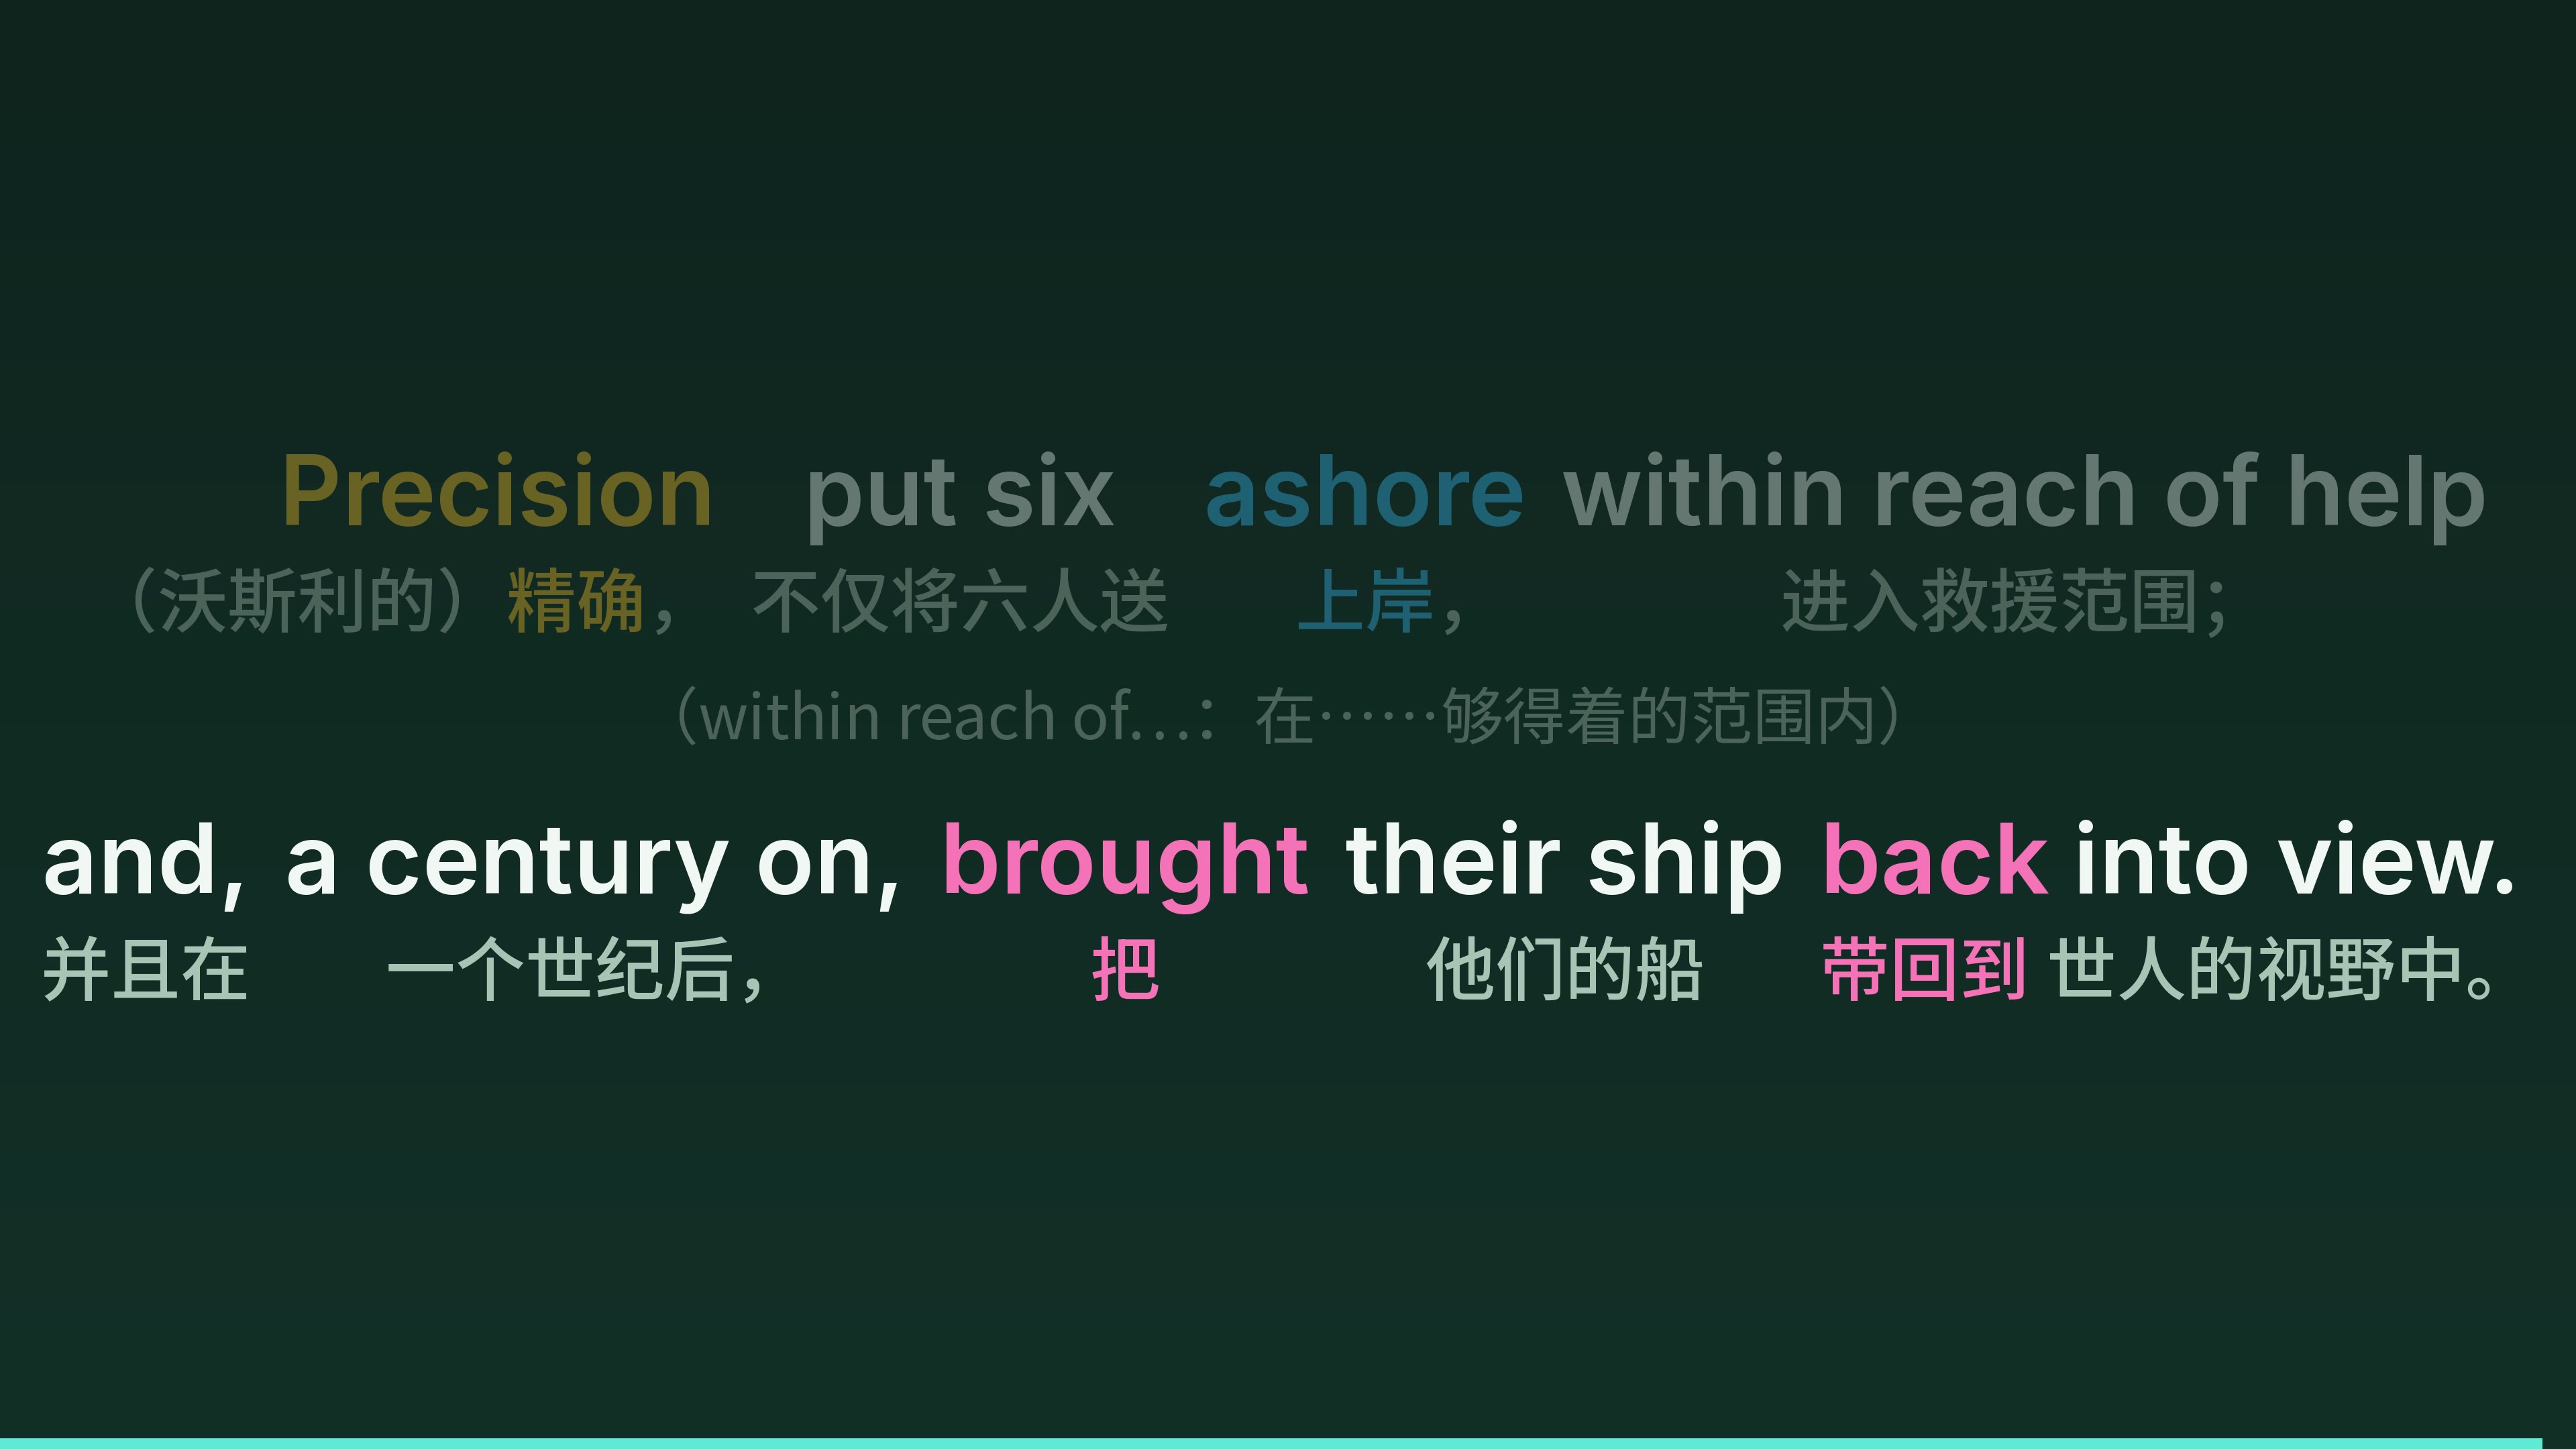 Precision put six ashore within reach of help
（沃斯利的）精确， 不仅将六人送 上岸， 进入救援范围；
（within reach of…：在……够得着的范围内）
and, a century on, brought their ship back into view.
并且在 一个世纪后， 把 他们的船 带回到 世人的视野中。